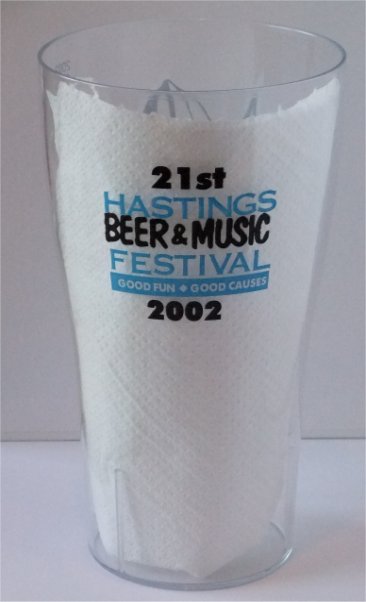 21st
HASTINGS
BEER & MUSIC
FESTIVAL
GOOD FUN ◆ GOOD CAUSES
2002